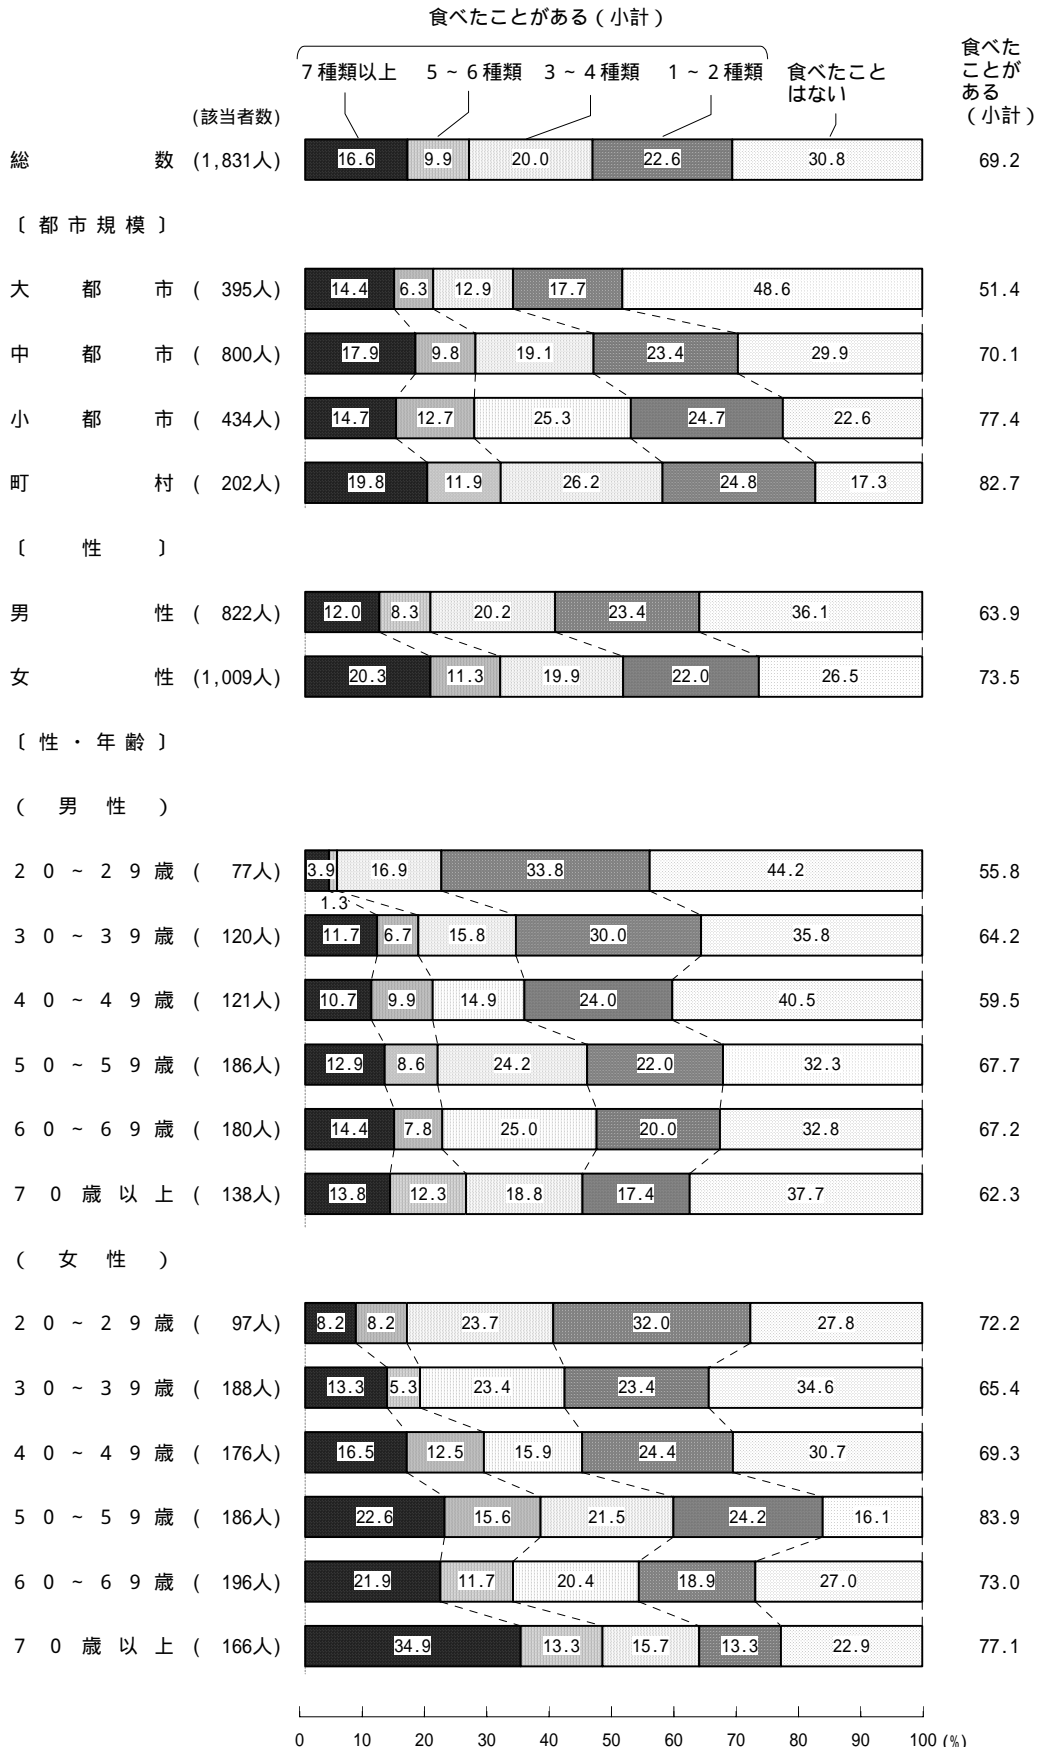 食べたことがある（小計）
7種類以上 5～6種類 3～4種類 1～2種類 食べたことはない 食べたことがある（小計）
(該当者数)
総数 (1,831人) 16.6 9.9 20.0 22.6 30.8 69.2
〔都市規模〕
大都市 ( 395人) 14.4 6.3 12.9 17.7 48.6 51.4
中都市 ( 800人) 17.9 9.8 19.1 23.4 29.9 70.1
小都市 ( 434人) 14.7 12.7 25.3 24.7 22.6 77.4
町村 ( 202人) 19.8 11.9 26.2 24.8 17.3 82.7
〔性〕
男性 ( 822人) 12.0 8.3 20.2 23.4 36.1 63.9
女性 (1,009人) 20.3 11.3 19.9 22.0 26.5 73.5
〔性・年齢〕
(男性)
20～29歳 ( 77人) 3.9 1.3 16.9 33.8 44.2 55.8
30～39歳 ( 120人) 11.7 6.7 15.8 30.0 35.8 64.2
40～49歳 ( 121人) 10.7 9.9 14.9 24.0 40.5 59.5
50～59歳 ( 186人) 12.9 8.6 24.2 22.0 32.3 67.7
60～69歳 ( 180人) 14.4 7.8 25.0 20.0 32.8 67.2
70歳以上 ( 138人) 13.8 12.3 18.8 17.4 37.7 62.3
(女性)
20～29歳 ( 97人) 8.2 8.2 23.7 32.0 27.8 72.2
30～39歳 ( 188人) 13.3 5.3 23.4 23.4 34.6 65.4
40～49歳 ( 176人) 16.5 12.5 15.9 24.4 30.7 69.3
50～59歳 ( 186人) 22.6 15.6 21.5 24.2 16.1 83.9
60～69歳 ( 196人) 21.9 11.7 20.4 18.9 27.0 73.0
70歳以上 ( 166人) 34.9 13.3 15.7 13.3 22.9 77.1
0 10 20 30 40 50 60 70 80 90 100 (%)